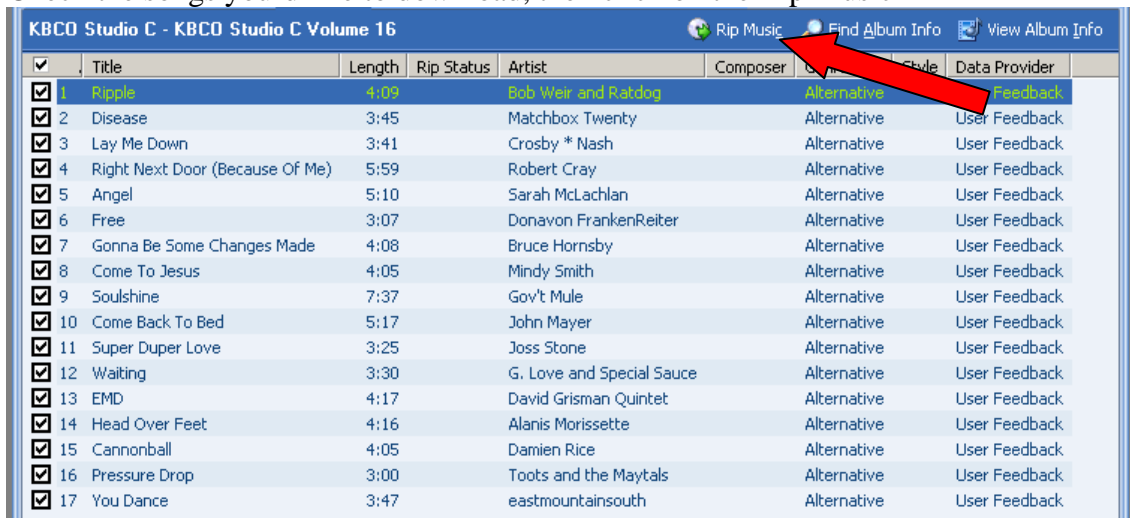 KBCO Studio C - KBCO Studio C Volume 16 Rip Music Find Album Info View Album Info
Title Length Rip Status Artist Composer Style Data Provider
1 Ripple 4:09 Bob Weir and Ratdog Alternative Feedback
2 Disease 3:45 Matchbox Twenty Alternative User Feedback
3 Lay Me Down 3:41 Crosby * Nash Alternative User Feedback
4 Right Next Door (Because Of Me) 5:59 Robert Cray Alternative User Feedback
5 Angel 5:10 Sarah McLachlan Alternative User Feedback
6 Free 3:07 Donavon FrankenReiter Alternative User Feedback
7 Gonna Be Some Changes Made 4:08 Bruce Hornsby Alternative User Feedback
8 Come To Jesus 4:05 Mindy Smith Alternative User Feedback
9 Soulshine 7:37 Gov't Mule Alternative User Feedback
10 Come Back To Bed 5:17 John Mayer Alternative User Feedback
11 Super Duper Love 3:25 Joss Stone Alternative User Feedback
12 Waiting 3:30 G. Love and Special Sauce Alternative User Feedback
13 EMD 4:17 David Grisman Quintet Alternative User Feedback
14 Head Over Feet 4:16 Alanis Morissette Alternative User Feedback
15 Cannonball 4:05 Damien Rice Alternative User Feedback
16 Pressure Drop 3:00 Toots and the Maytals Alternative User Feedback
17 You Dance 3:47 eastmountainsouth Alternative User Feedback